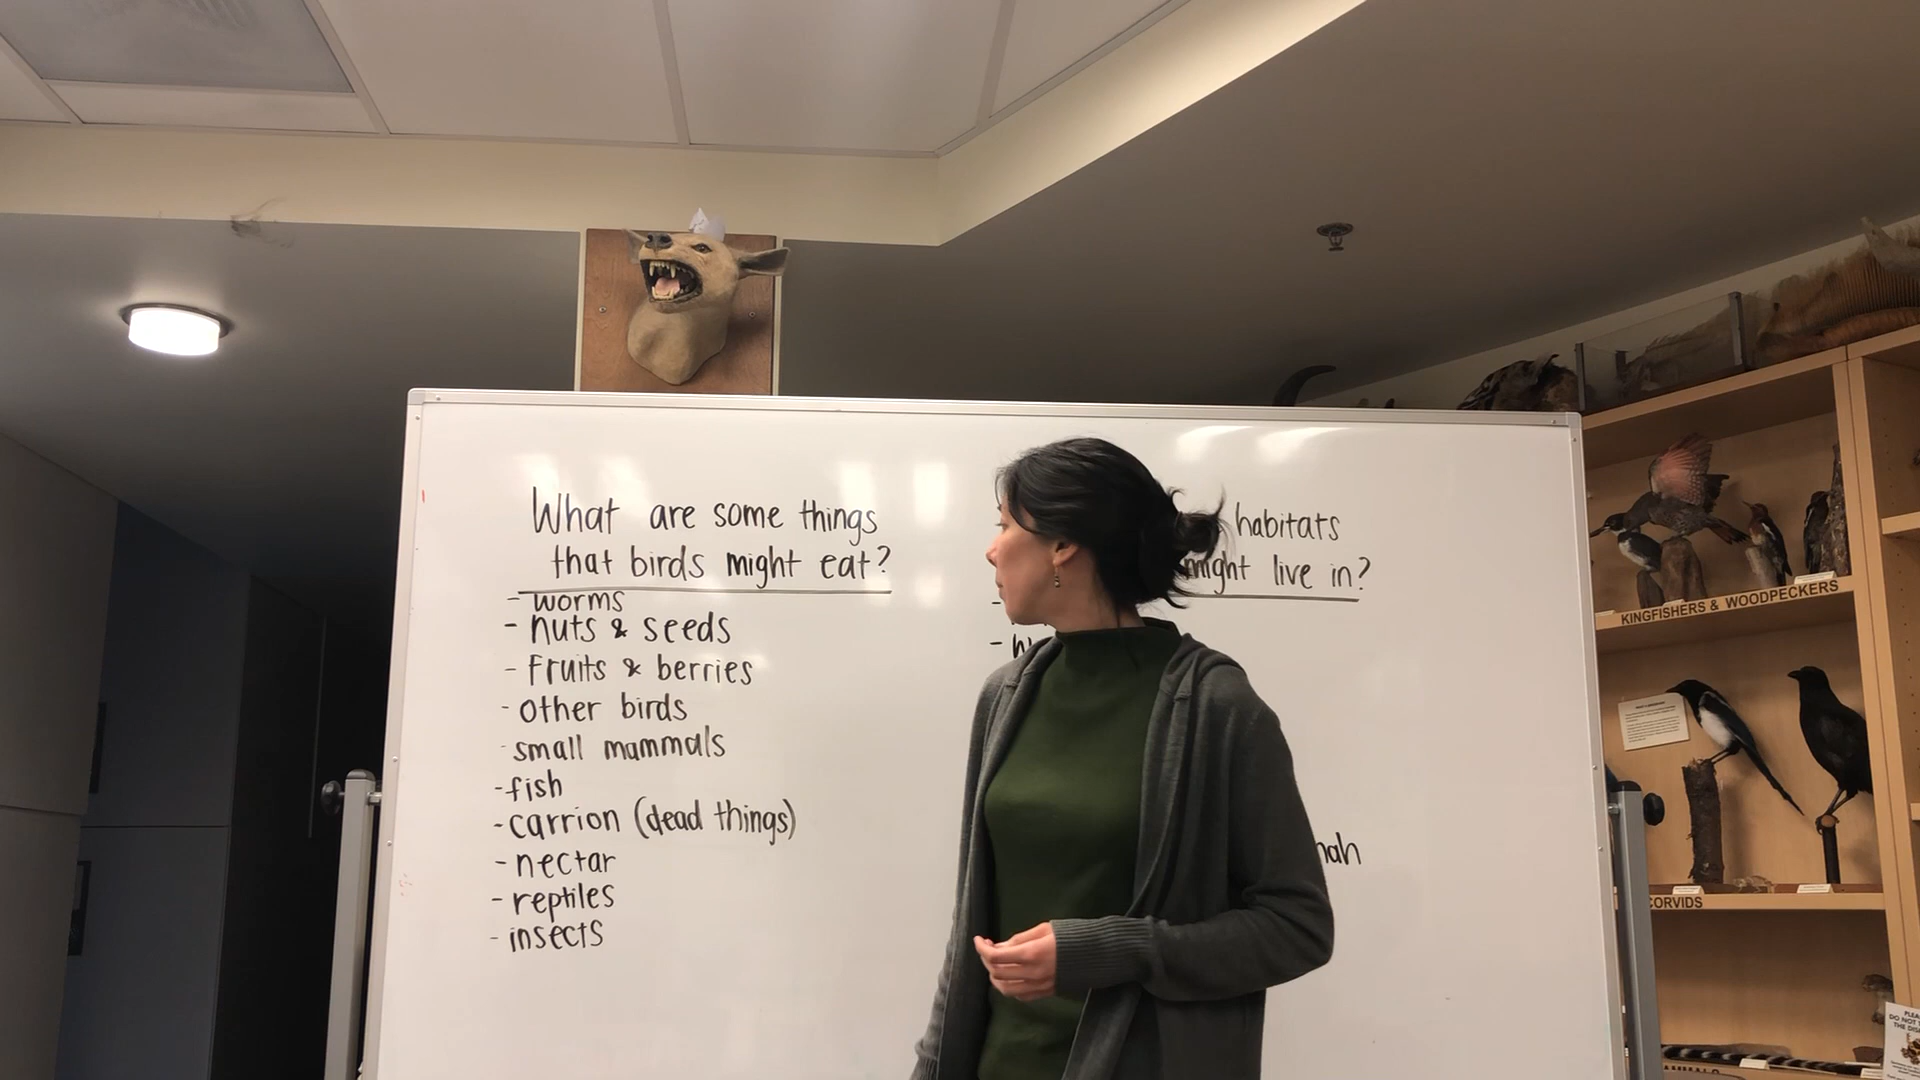 What are some things
that birds might eat?
- worms
- nuts & seeds
- Fruits & berries
- other birds
- small mammals
- fish
- carrion (dead things)
- nectar
- reptiles
- insects
habitats
might live in?
KINGFISHERS & WOODPECKERS
CORVIDS